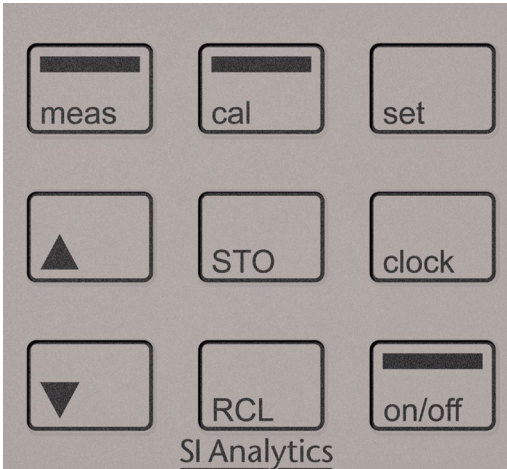 meas
cal
set
STO
clock
RCL
on/off
SI Analytics